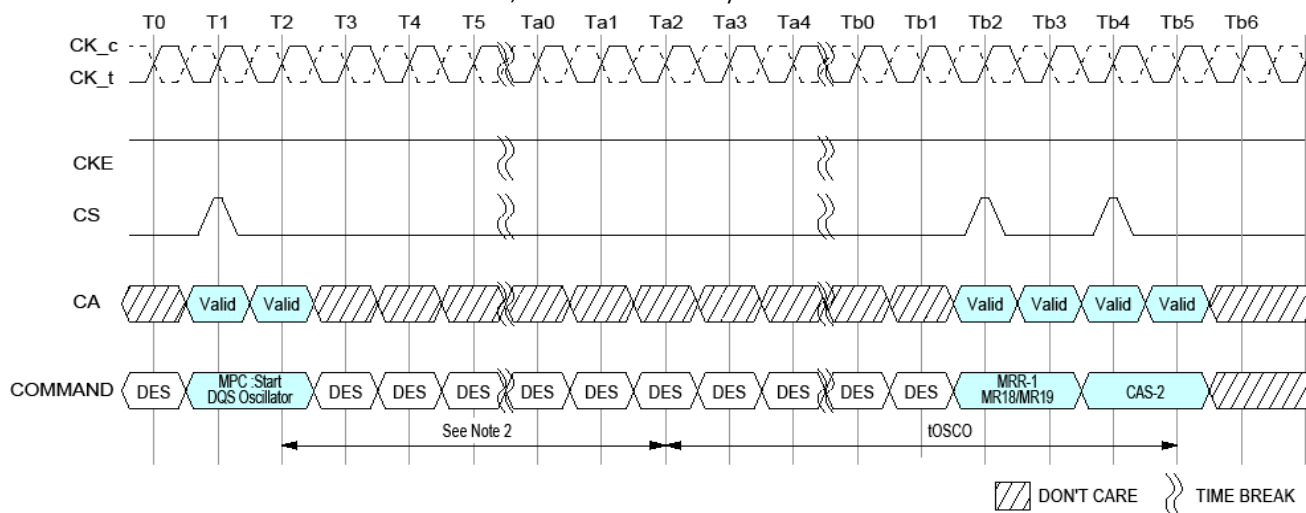 T0 T1 T2 T3 T4 T5 Ta0 Ta1 Ta2 Ta3 Ta4 Tb0 Tb1 Tb2 Tb3 Tb4 Tb5 Tb6
CK_c
CK_t
CKE
CS
CA
Valid Valid Valid Valid Valid Valid
COMMAND
DES
MPC :Start
DQS Oscillator
DES DES DES DES DES DES DES DES DES DES
MRR-1
MR18/MR19
CAS-2
See Note 2
tOSCO
DON'T CARE
TIME BREAK